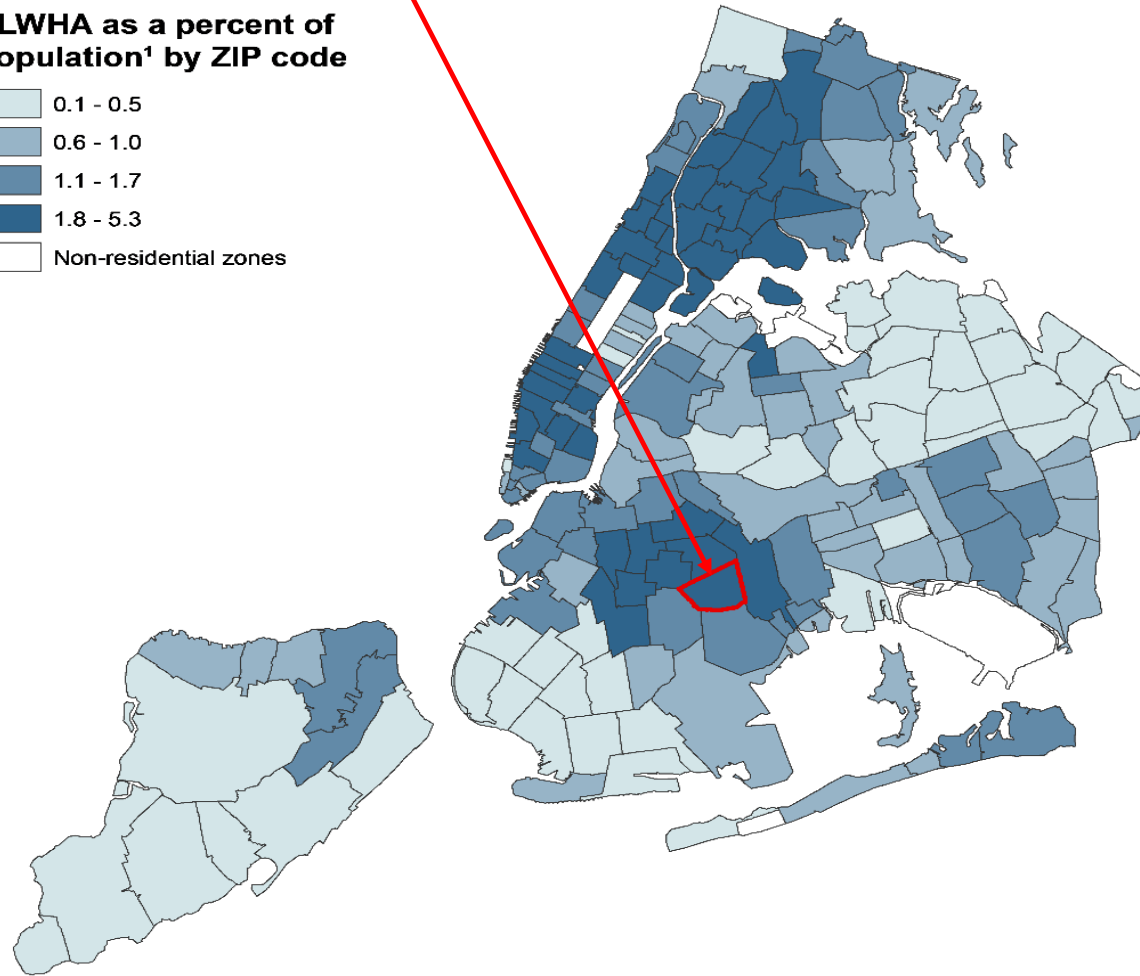 LWHA as a percent of
opulation¹ by ZIP code
0.1 - 0.5
0.6 - 1.0
1.1 - 1.7
1.8 - 5.3
Non-residential zones